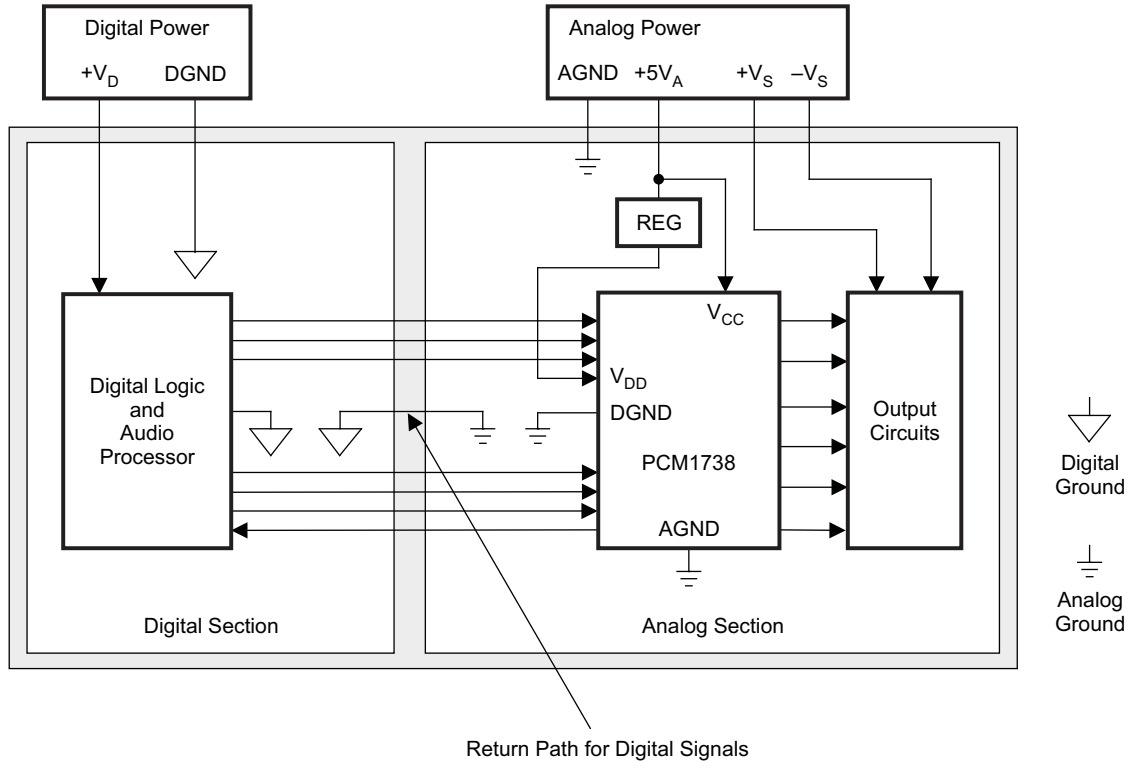 Digital Power
+VD DGND
Analog Power
AGND +5VA +VS –VS
REG
VCC
VDD
DGND
PCM1738
AGND
Digital Logic
and
Audio
Processor
Output
Circuits
Digital Section
Analog Section
Digital
Ground
Analog
Ground
Return Path for Digital Signals